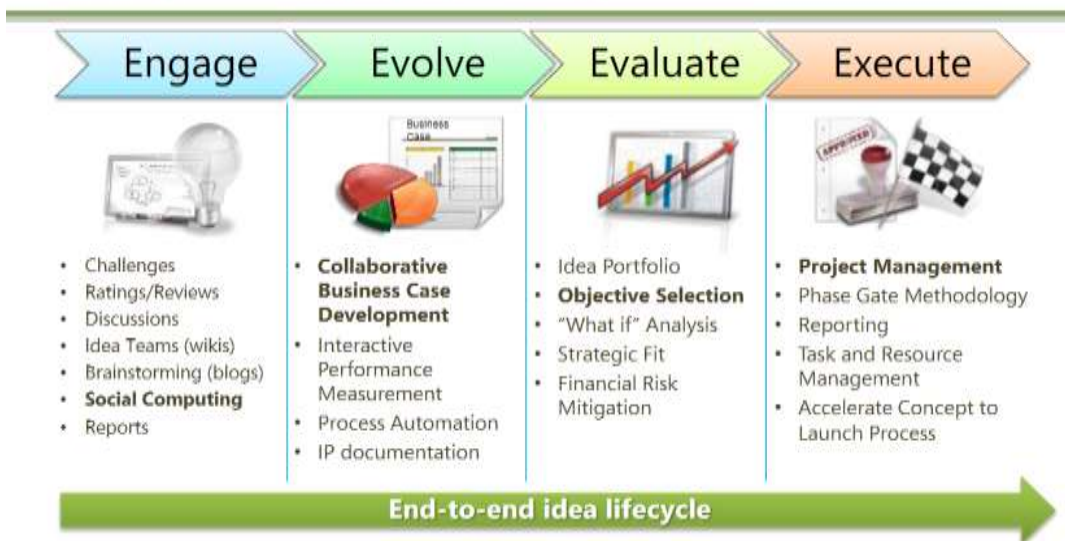 Engage
Evolve
Evaluate
Execute
Business
Case
APPROVED
• Challenges
• Ratings/Reviews
• Discussions
• Idea Teams (wikis)
• Brainstorming (blogs)
• Social Computing
• Reports
• Collaborative
Business Case
Development
• Interactive
Performance
Measurement
• Process Automation
• IP documentation
• Idea Portfolio
• Objective Selection
• "What if" Analysis
• Strategic Fit
• Financial Risk
Mitigation
• Project Management
• Phase Gate Methodology
• Reporting
• Task and Resource
Management
• Accelerate Concept to
Launch Process
End-to-end idea lifecycle